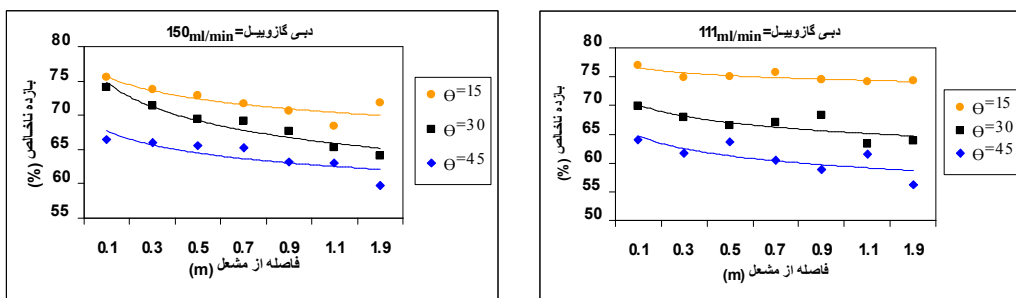 دبی گازوییل=150ml/min
80
75
70
65
60
55
بازده ناخالص (%)
0.1 0.3 0.5 0.7 0.9 1.1 1.9
فاصله از مشعل (m)
Θ=15
Θ=30
Θ=45
دبی گازوییل=111ml/min
80
75
70
65
60
55
50
بازده ناخالص (%)
0.1 0.3 0.5 0.7 0.9 1.1 1.9
فاصله از مشعل (m)
Θ=15
Θ=30
Θ=45